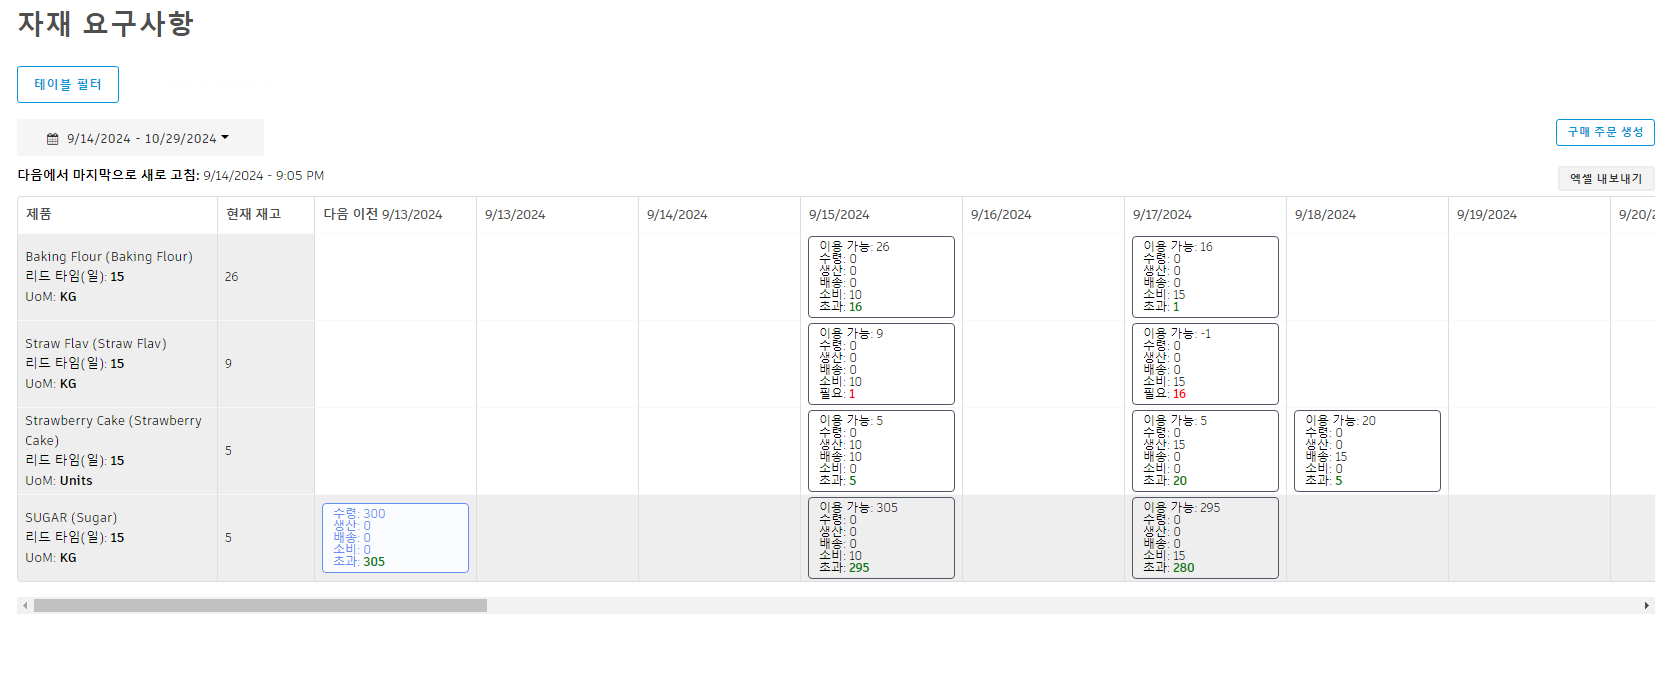 자재 요구사항
테이블 필터
9/14/2024 - 10/29/2024
구매 주문 생성
다음에서 마지막으로 새로 고침: 9/14/2024 - 9:05 PM
엑셀 내보내기
제품 현재 재고 다음 이전 9/13/2024 9/13/2024 9/14/2024 9/15/2024 9/16/2024 9/17/2024 9/18/2024 9/19/2024 9/20/2
Baking Flour (Baking Flour)
리드 타임(일): 15
UoM: KG
26
이용 가능: 26
수령: 0
생산: 0
배송: 0
소비: 10
초과: 16
이용 가능: 16
수령: 0
생산: 0
배송: 0
소비: 15
초과: 1
Straw Flav (Straw Flav)
리드 타임(일): 15
UoM: KG
9
이용 가능: 9
수령: 0
생산: 0
배송: 0
소비: 10
필요: 1
이용 가능: -1
수령: 0
생산: 0
배송: 0
소비: 15
필요: 16
Strawberry Cake (Strawberry
Cake)
리드 타임(일): 15
UoM: Units
5
이용 가능: 5
수령: 0
생산: 10
배송: 10
소비: 0
초과: 5
이용 가능: 5
수령: 0
생산: 15
배송: 0
소비: 0
초과: 20
이용 가능: 20
수령: 0
생산: 0
배송: 15
소비: 0
초과: 5
SUGAR (Sugar)
리드 타임(일): 15
UoM: KG
5
수령: 300
생산: 0
배송: 0
소비: 0
초과: 305
이용 가능: 305
수령: 0
생산: 0
배송: 0
소비: 10
초과: 295
이용 가능: 295
수령: 0
생산: 0
배송: 0
소비: 15
초과: 280